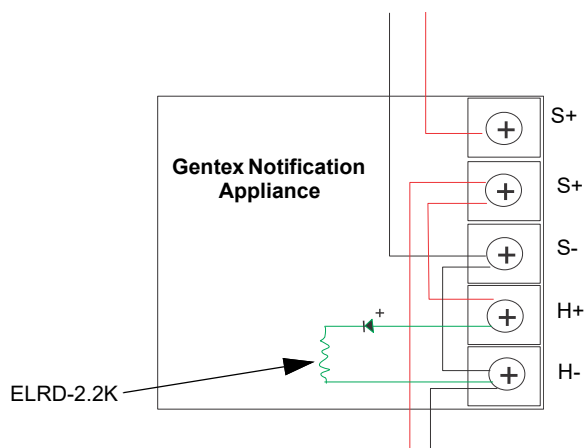 S+
Gentex Notification
Appliance
S+
S-
+
H+
ELRD-2.2K
H-